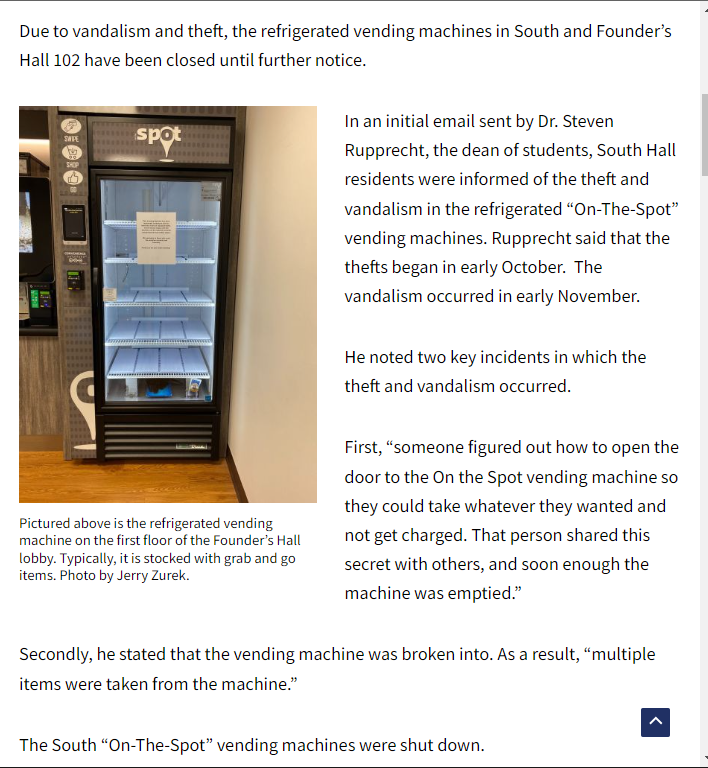 Due to vandalism and theft, the refrigerated vending machines in South and Founder’s
Hall 102 have been closed until further notice.
spot
SWIPE
SHOP
GO
In an initial email sent by Dr. Steven
Rupprecht, the dean of students, South Hall
residents were informed of the theft and
vandalism in the refrigerated “On-The-Spot”
vending machines. Rupprecht said that the
thefts began in early October.  The
vandalism occurred in early November.
He noted two key incidents in which the
theft and vandalism occurred.
First, “someone figured out how to open the
door to the On the Spot vending machine so
they could take whatever they wanted and
not get charged. That person shared this
secret with others, and soon enough the
machine was emptied.”
Pictured above is the refrigerated vending
machine on the first floor of the Founder’s Hall
lobby. Typically, it is stocked with grab and go
items. Photo by Jerry Zurek.
Secondly, he stated that the vending machine was broken into. As a result, “multiple
items were taken from the machine.”
The South “On-The-Spot” vending machines were shut down.